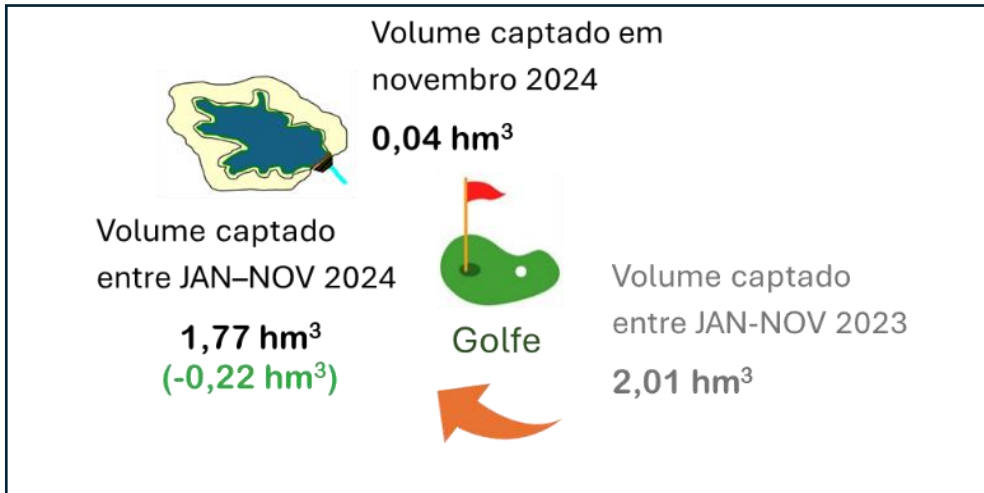 Volume captado em
novembro 2024
0,04 hm³
Volume captado
entre JAN–NOV 2024
1,77 hm³
(-0,22 hm³)
Golfe
Volume captado
entre JAN-NOV 2023
2,01 hm³